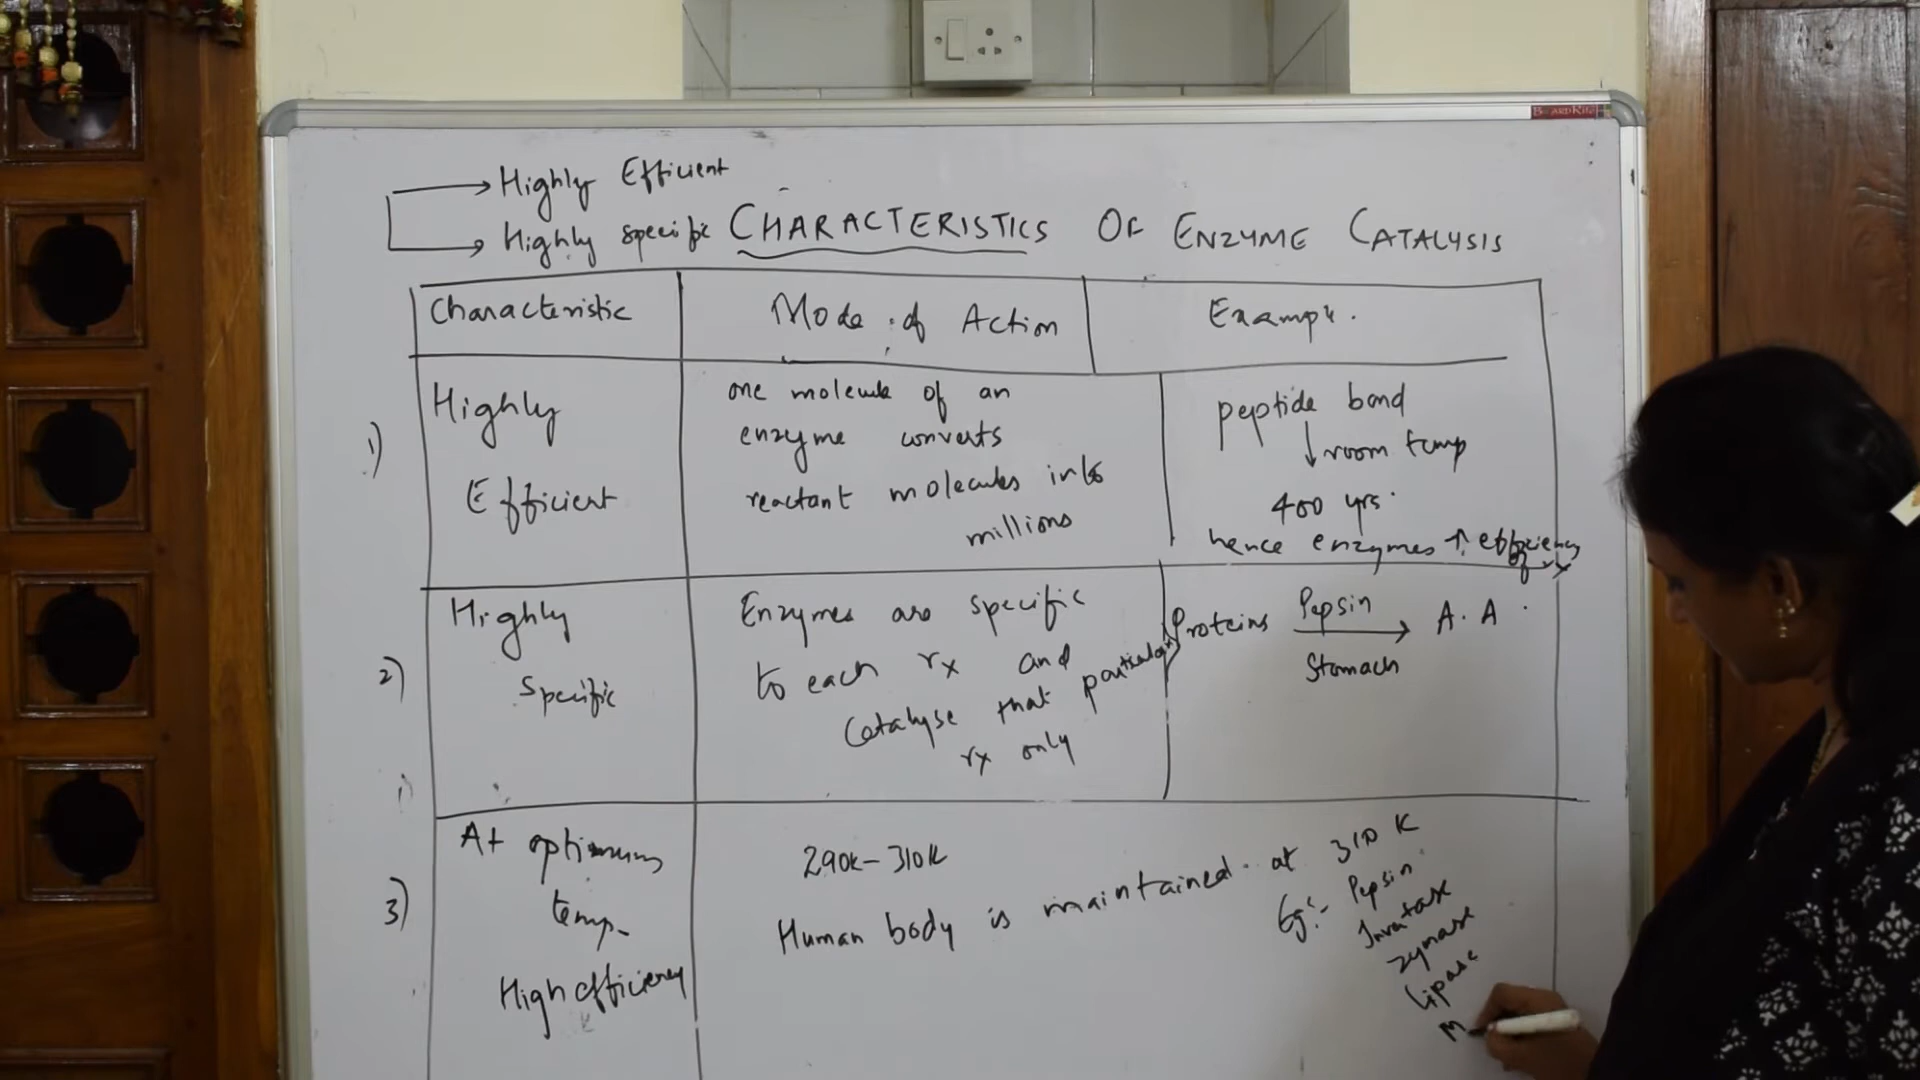 Highly Efficient
Highly specific
CHARACTERISTICS OF ENZYME CATALYSIS
Characteristic
Mode of Action
Example.
1)
Highly
Efficient
one molecule of an
enzyme converts
reactant molecules into
millions
peptide bond
room temp
400 yrs.
hence enzymes ↑ efficiency
of rx
2)
Highly
Specific
Enzymes are specific
to each rx and
Catalyse that particular
rx only
Proteins Pepsin A.A.
Stomach
3)
At optimum
temp
High efficiency
290K-310K
Human body is maintained at 310 K
Eg:- Pepsin
Invatase
zymase
lipase
M